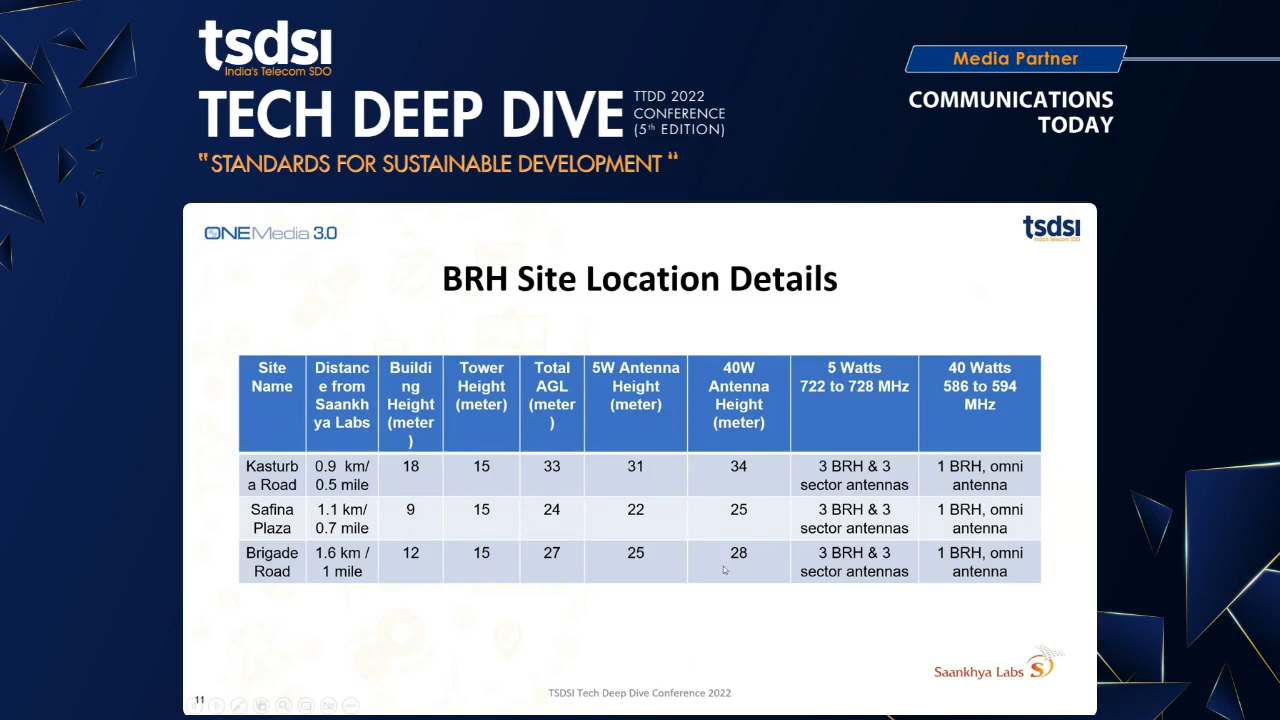 tsdsi
India's Telecom SDO
TECH DEEP DIVE
TTDD 2022
CONFERENCE
(5th EDITION)
"STANDARDS FOR SUSTAINABLE DEVELOPMENT"
Media Partner
COMMUNICATIONS
TODAY
ONEMedia 3.0
tsdsi
India's Telecom SDO
BRH Site Location Details
Site
Name
Distanc
e from
Saankh
ya Labs
Buildi
ng
Height
(meter
)
Tower
Height
(meter)
Total
AGL
(meter
)
5W Antenna
Height
(meter)
40W
Antenna
Height
(meter)
5 Watts
722 to 728 MHz
40 Watts
586 to 594
MHz
Kasturb
a Road
0.9 km/
0.5 mile
18
15
33
31
34
3 BRH & 3
sector antennas
1 BRH, omni
antenna
Safina
Plaza
1.1 km/
0.7 mile
9
15
24
22
25
3 BRH & 3
sector antennas
1 BRH, omni
antenna
Brigade
Road
1.6 km /
1 mile
12
15
27
25
28
3 BRH & 3
sector antennas
1 BRH, omni
antenna
Saankhya Labs
11
TSDSI Tech Deep Dive Conference 2022